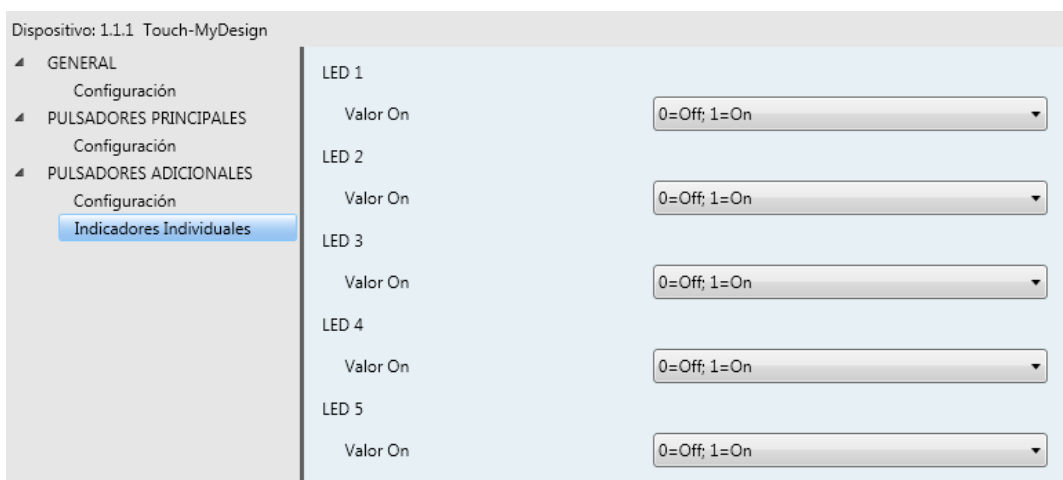 Dispositivo: 1.1.1 Touch-MyDesign
GENERAL
Configuración
PULSADORES PRINCIPALES
Configuración
PULSADORES ADICIONALES
Configuración
Indicadores Individuales
LED 1
Valor On 0=Off; 1=On
LED 2
Valor On 0=Off; 1=On
LED 3
Valor On 0=Off; 1=On
LED 4
Valor On 0=Off; 1=On
LED 5
Valor On 0=Off; 1=On